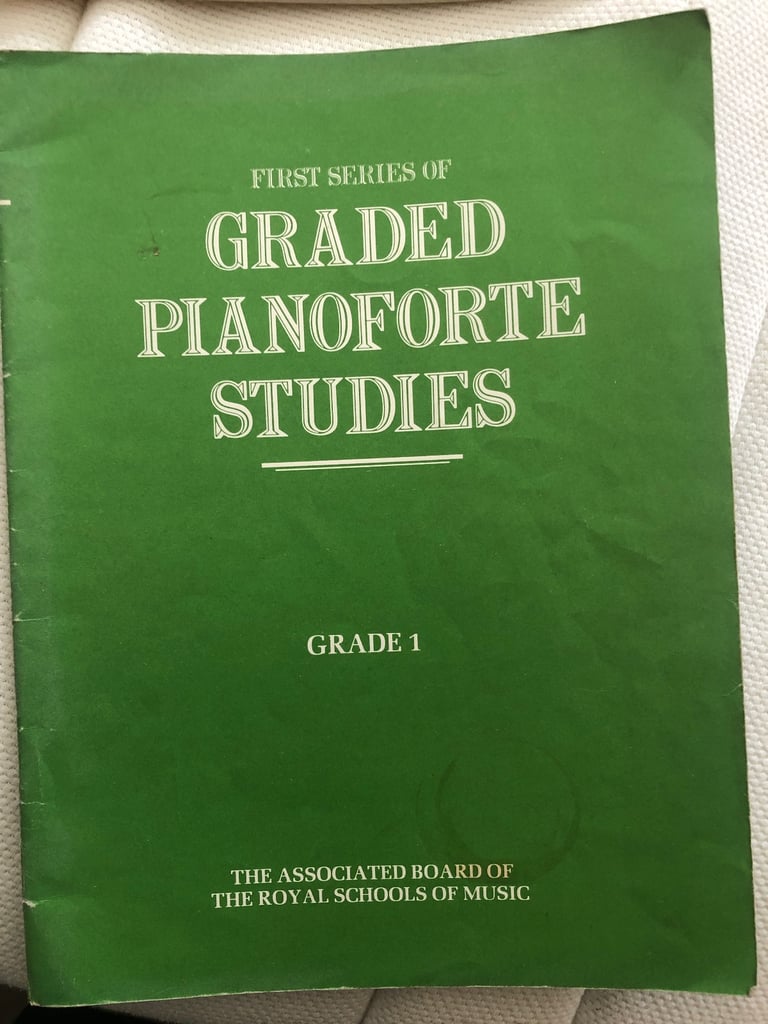 FIRST SERIES OF
GRADED
PIANOFORTE
STUDIES
GRADE 1
THE ASSOCIATED BOARD OF
THE ROYAL SCHOOLS OF MUSIC